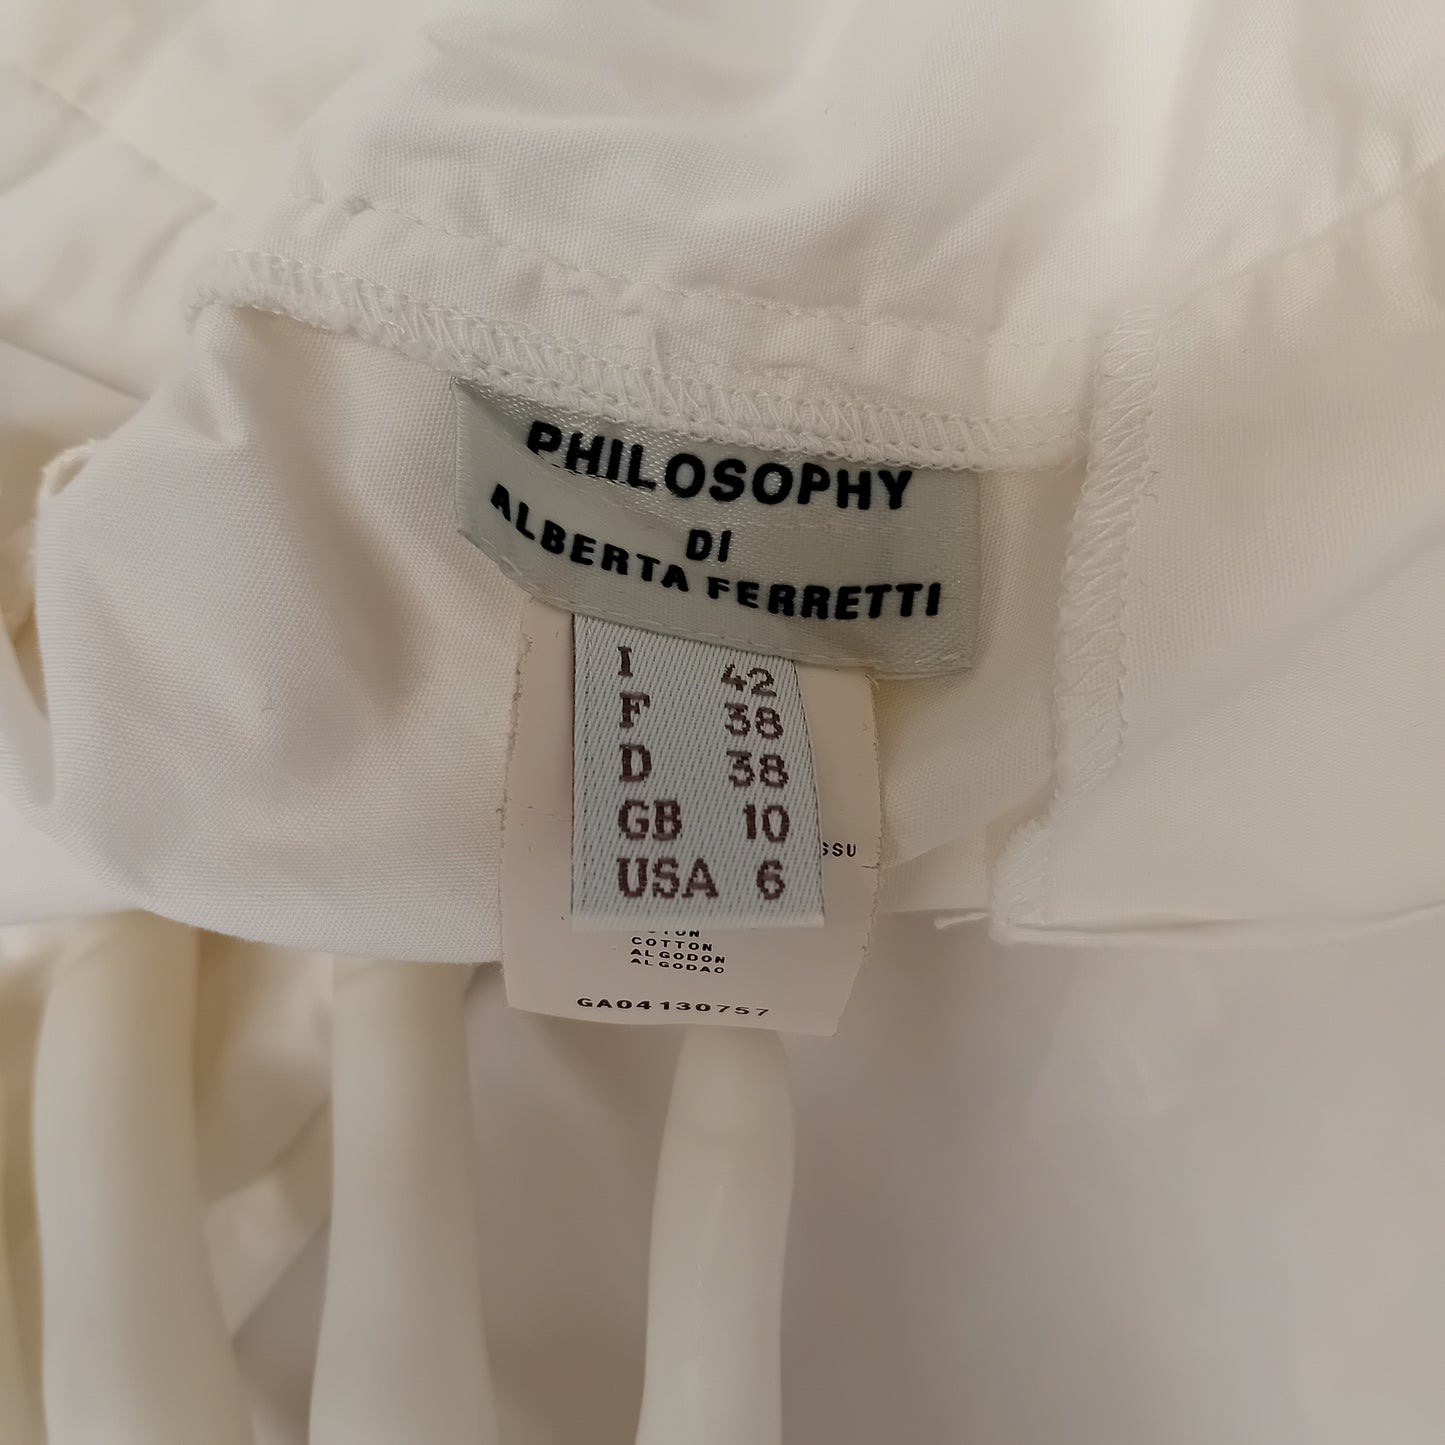 PHILOSOPHY
DI
ALBERTA FERRETTI
I 42
F 38
D 38
GB 10
USA 6
COTTON
ALGODON
ALGODAO
GA04130757